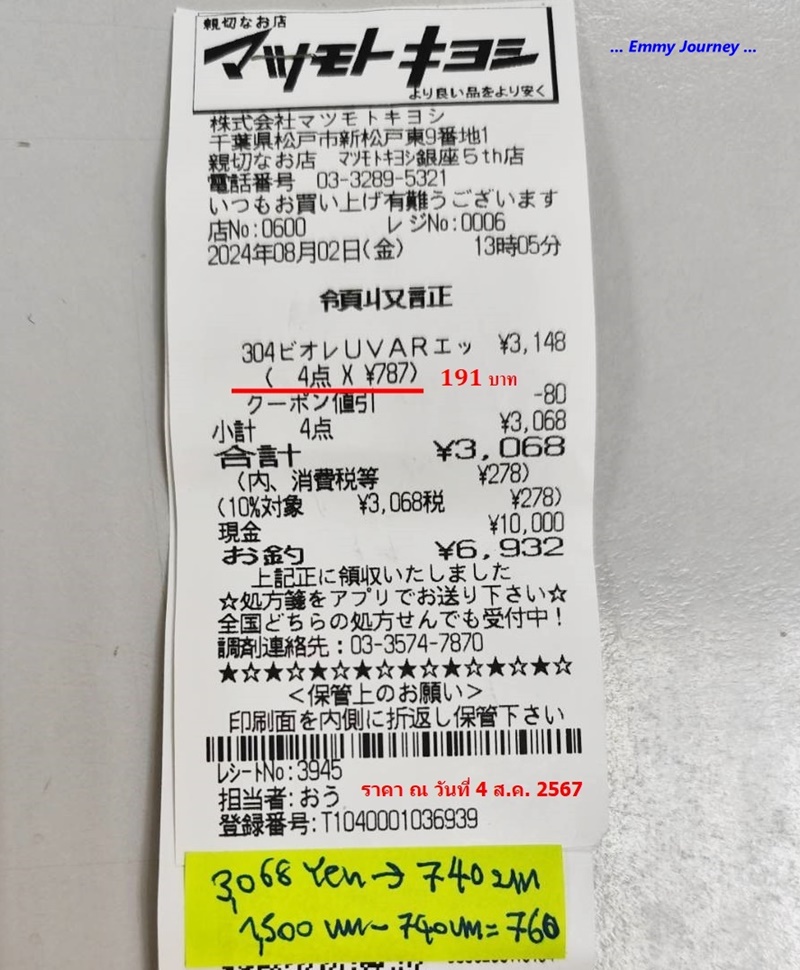 ... Emmy Journey ...
親切なお店
マツモトキヨシ
より良い品をより安く
株式会社マツモトキヨシ
千葉県松戸市新松戸東9番地1
親切なお店 ﾏﾂﾓﾄｷﾖｼ銀座5th店
電話番号 03-3289-5321
いつもお買い上げ有難うございます
店No:0600 レジNo:0006
2024年08月02日(金) 13時05分
領収証
304ビオレUVARエッ ¥3,148
( 4点 X ¥787) 191 บาท
クーポン値引 -80
小計 4点 ¥3,068
合計 ¥3,068
(内、消費税等 ¥278)
(10%対象 ¥3,068税 ¥278)
現金 ¥10,000
お釣 ¥6,932
上記正に領収いたしました
☆処方箋をアプリでお送り下さい☆
全国どちらの処方せんでも受付中！
調剤連絡先：03-3574-7870
★☆★☆★☆★☆★☆★☆★☆★☆★☆
＜保管上のお願い＞
印刷面を内側に折返し保管下さい
レシートNo:3945
ราคา ณ วันที่ 4 ส.ค. 2567
担当者:おう
登録番号:T1040001036939
3,068 Yen → 740 บาท
1,500 บาท - 740 บาท = 760